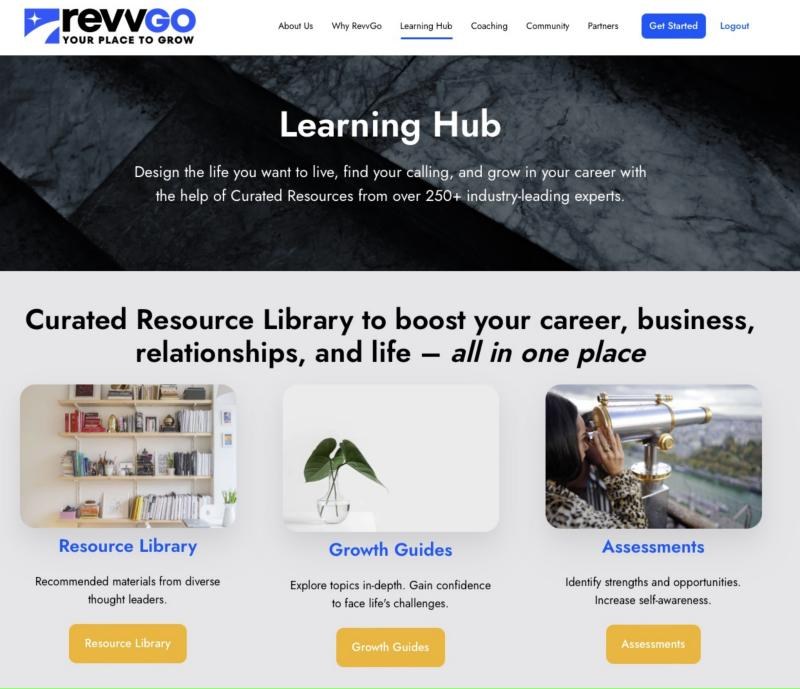 revvGO
YOUR PLACE TO GROW
About Us
Why RevvGo
Learning Hub
Coaching
Community
Partners
Get Started
Logout
Learning Hub
Design the life you want to live, find your calling, and grow in your career with
the help of Curated Resources from over 250+ industry-leading experts.
Curated Resource Library to boost your career, business,
relationships, and life – all in one place
Resource Library
Recommended materials from diverse
thought leaders.
Resource Library
Growth Guides
Explore topics in-depth. Gain confidence
to face life's challenges.
Growth Guides
Assessments
Identify strengths and opportunities.
Increase self-awareness.
Assessments